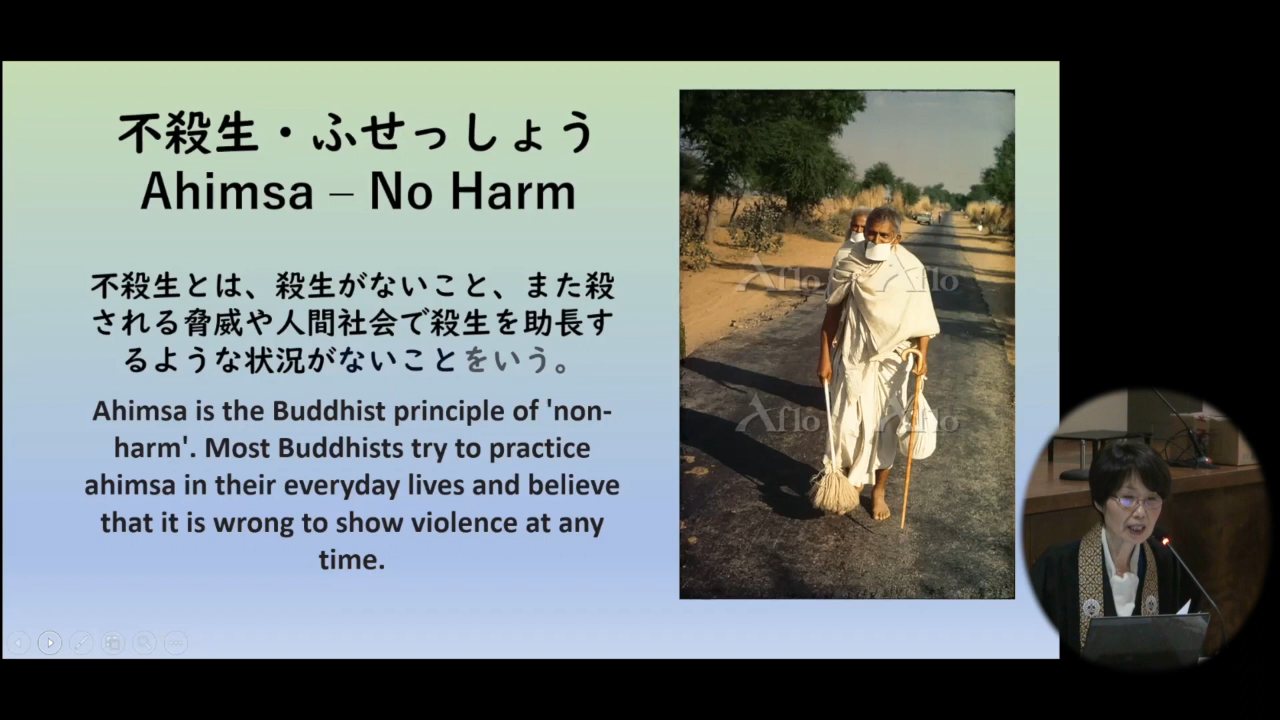 不殺生・ふせっしょう
Ahimsa – No Harm
不殺生とは、殺生がないこと、また殺
される脅威や人間社会で殺生を助長す
るような状況がないことをいう。
Ahimsa is the Buddhist principle of 'non-
harm'. Most Buddhists try to practice
ahimsa in their everyday lives and believe
that it is wrong to show violence at any
time.
Aflo Aflo
Aflo Aflo